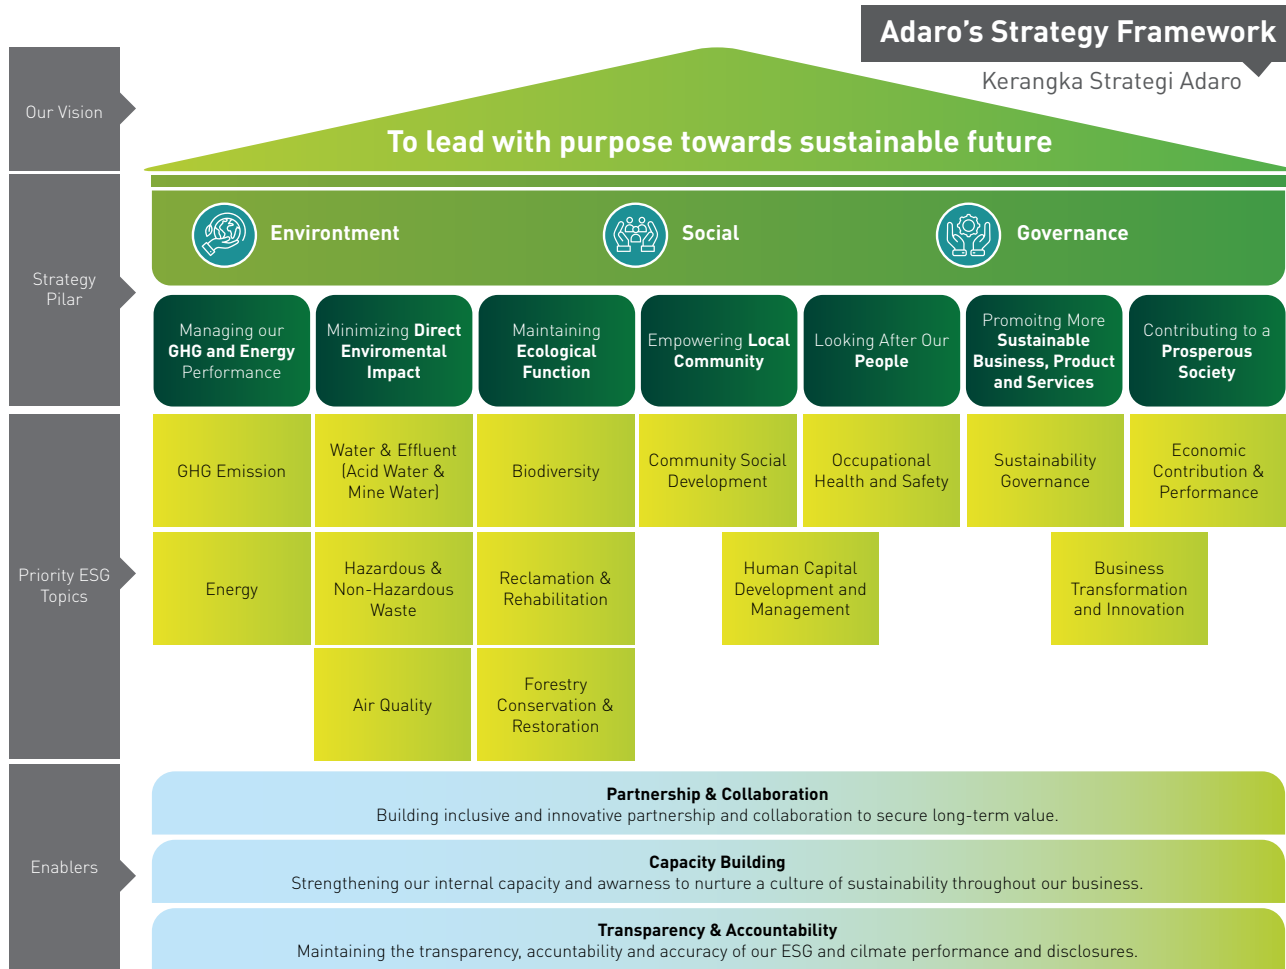 Adaro's Strategy Framework
Kerangka Strategi Adaro
Our Vision
To lead with purpose towards sustainable future
Strategy
Pilar
Environtment
Social
Governance
Managing our
GHG and Energy
Performance
Minimizing Direct
Enviromental
Impact
Maintaining
Ecological
Function
Empowering Local
Community
Looking After Our
People
Promoitng More
Sustainable
Business, Product
and Services
Contributing to a
Prosperous
Society
Priority ESG
Topics
GHG Emission
Water & Effluent
(Acid Water &
Mine Water)
Biodiversity
Community Social
Development
Occupational
Health and Safety
Sustainability
Governance
Economic
Contribution &
Performance
Energy
Hazardous &
Non-Hazardous
Waste
Reclamation &
Rehabilitation
Human Capital
Development and
Management
Business
Transformation
and Innovation
Air Quality
Forestry
Conservation &
Restoration
Enablers
Partnership & Collaboration
Building inclusive and innovative partnership and collaboration to secure long-term value.
Capacity Building
Strengthening our internal capacity and awarness to nurture a culture of sustainability throughout our business.
Transparency & Accountability
Maintaining the transparency, accuntability and accuracy of our ESG and cilmate performance and disclosures.